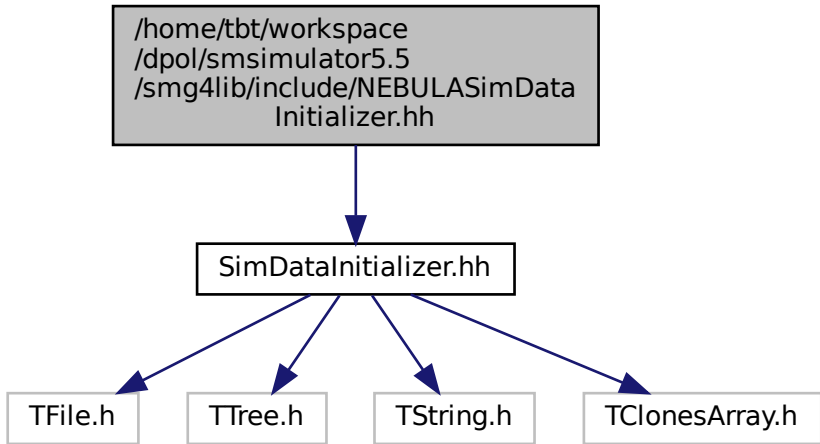 /home/tbt/workspace
/dpol/smsimulator5.5
/smg4lib/include/NEBULASimData
Initializer.hh
SimDataInitializer.hh
TFile.h
TTree.h
TString.h
TClonesArray.h